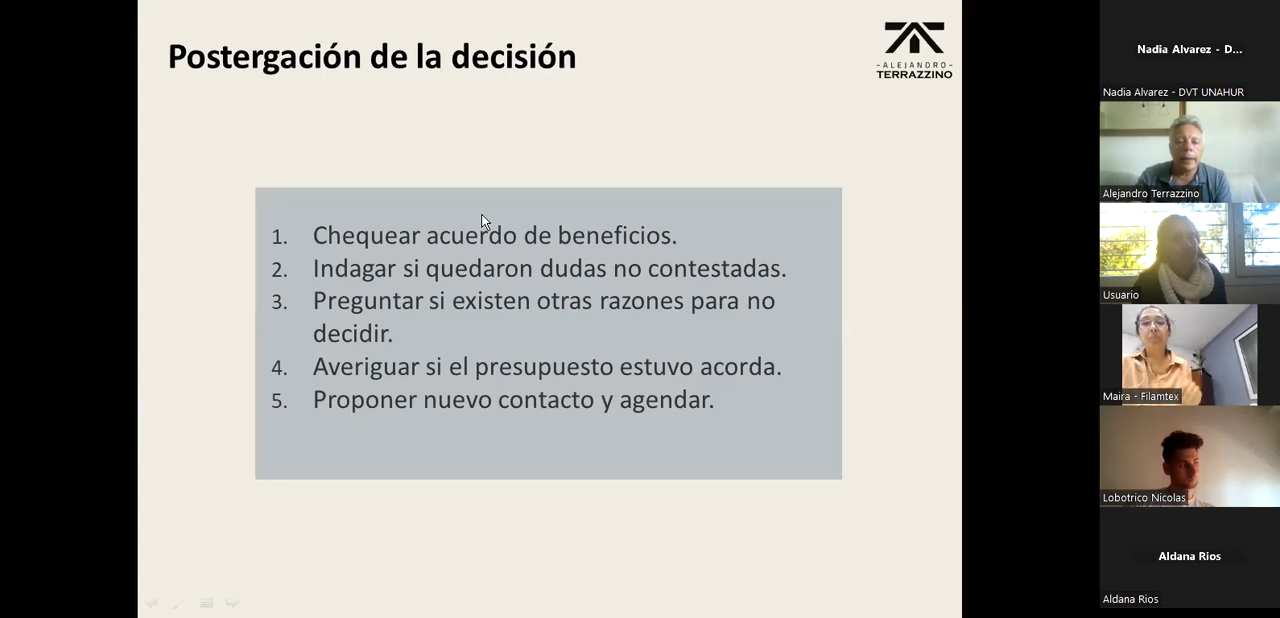 Postergación de la decisión
-ALEJANDRO-
TERRAZZINO
1. Chequear acuerdo de beneficios.
2. Indagar si quedaron dudas no contestadas.
3. Preguntar si existen otras razones para no
decidir.
4. Averiguar si el presupuesto estuvo acorda.
5. Proponer nuevo contacto y agendar.
Nadia Alvarez - D...
Nadia Alvarez - DVT UNAHUR
Alejandro Terrazzino
Usuario
Maira - Filamtex
Lobotrico Nicolas
Aldana Rios
Aldana Rios